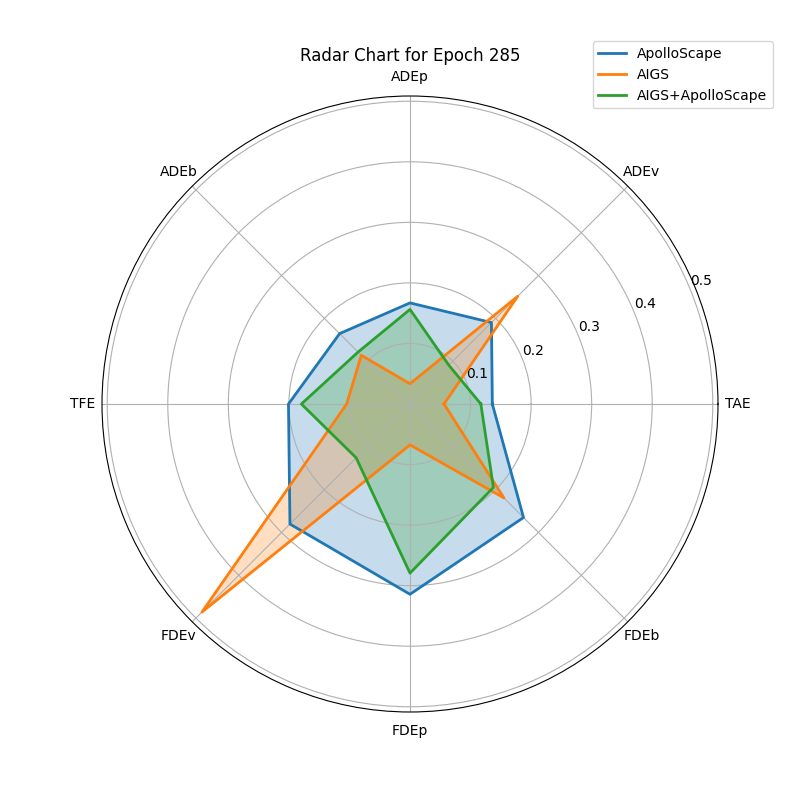 Radar Chart for Epoch 285
ApolloScape
AIGS
AIGS+ApolloScape
ADEp
ADEb
ADEv
0.5
0.4
0.3
0.2
0.1
TFE
TAE
FDEv
FDEb
FDEp